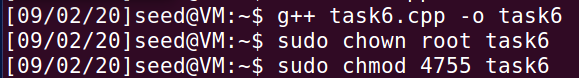 [09/02/20]seed@VM:~$ g++ task6.cpp -o task6
[09/02/20]seed@VM:~$ sudo chown root task6
[09/02/20]seed@VM:~$ sudo chmod 4755 task6